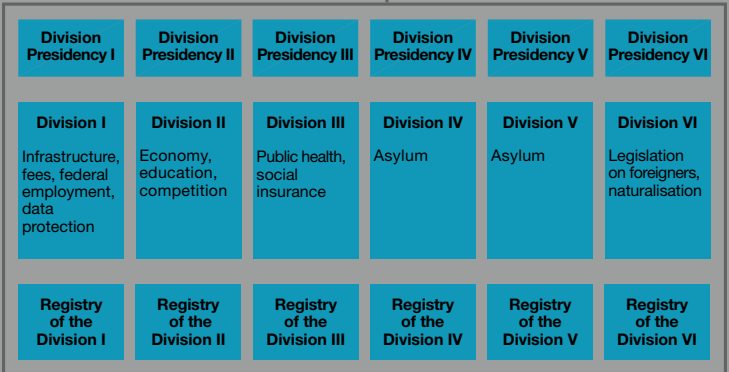 Division
Presidency I
Division
Presidency II
Division
Presidency III
Division
Presidency IV
Division
Presidency V
Division
Presidency VI
Division I
Infrastructure,
fees, federal
employment,
data
protection
Division II
Economy,
education,
competition
Division III
Public health,
social
insurance
Division IV
Asylum
Division V
Asylum
Division VI
Legislation
on foreigners,
naturalisation
Registry
of the
Division I
Registry
of the
Division II
Registry
of the
Division III
Registry
of the
Division IV
Registry
of the
Division V
Registry
of the
Division VI